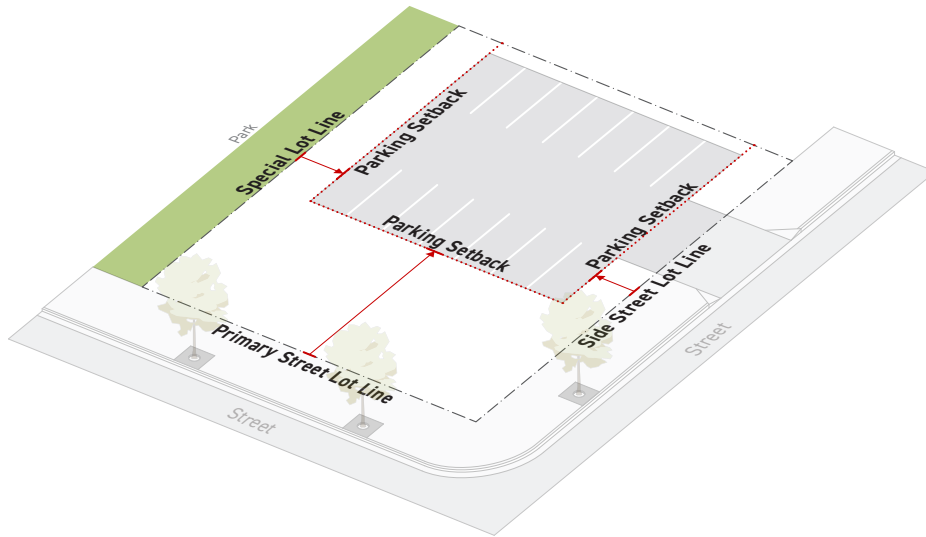 Park
Special Lot Line
Parking Setback
Parking Setback
Parking Setback
Primary Street Lot Line
Side Street Lot Line
Street
Street